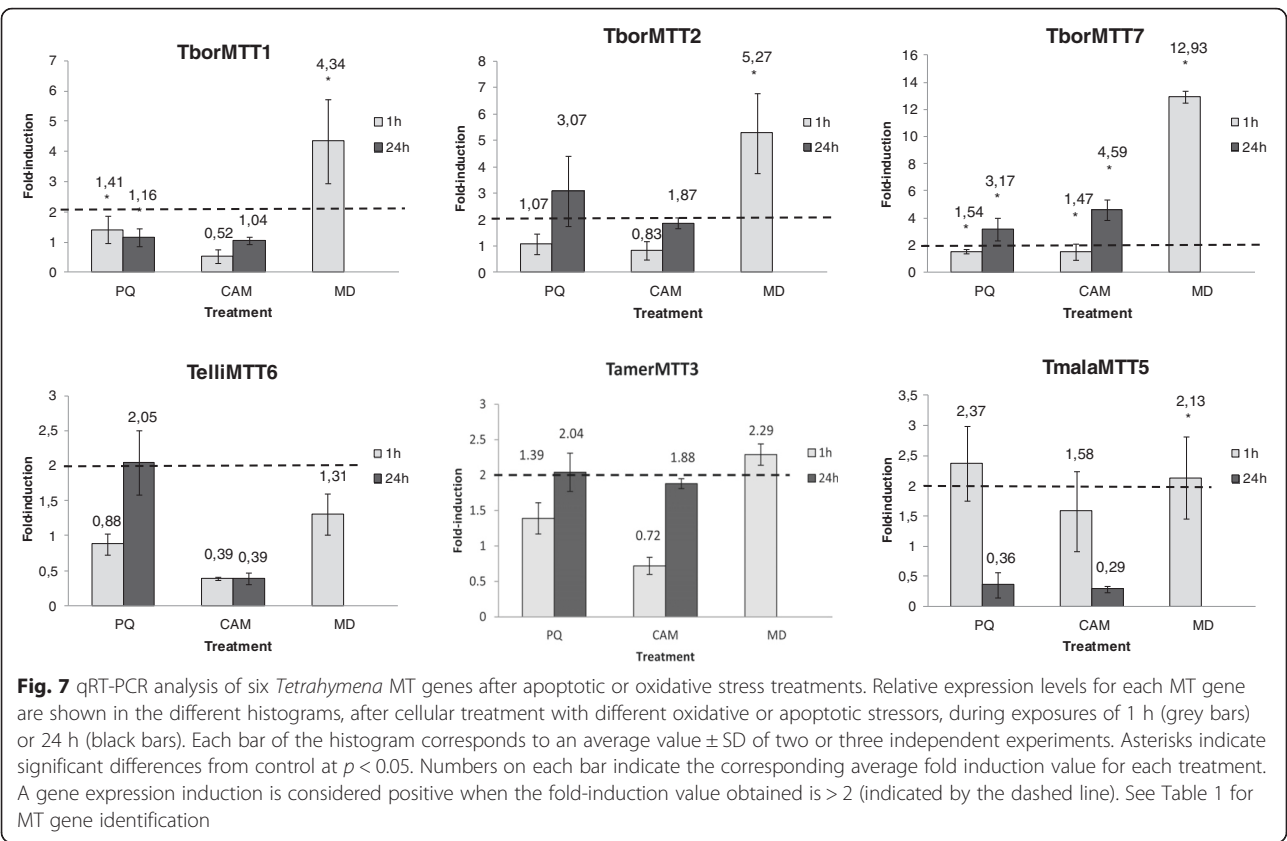 TborMTT1
7
6
5
4
3
2
1
0
Fold-induction
1,41
*
1,16
*
0,52
1,04
4,34
*
1h
24h
PQ
CAM
MD
Treatment
TborMTT2
8
7
6
5
4
3
2
1
0
Fold-induction
1,07
3,07
0,83
1,87
5,27
*
1h
24h
PQ
CAM
MD
Treatment
TborMTT7
16
14
12
10
8
6
4
2
0
Fold-induction
1,54
*
3,17
*
1,47
*
4,59
*
12,93
*
1h
24h
PQ
CAM
MD
Treatment
TelliMTT6
3
2,5
2
1,5
1
0,5
0
Fold-induction
0,88
2,05
0,39
0,39
1,31
1h
24h
PQ
CAM
MD
Treatment
TamerMTT3
3
2.5
2
1.5
1
0.5
0
Fold-induction
1.39
2.04
0.72
1.88
2.29
1h
24h
PQ
CAM
MD
Treatment
TmalaMTT5
3,5
3
2,5
2
1,5
1
0,5
0
Fold-induction
2,37
0,36
1,58
0,29
2,13
*
1h
24h
PQ
CAM
MD
Treatment
Fig. 7 qRT-PCR analysis of six Tetrahymena MT genes after apoptotic or oxidative stress treatments. Relative expression levels for each MT gene
are shown in the different histograms, after cellular treatment with different oxidative or apoptotic stressors, during exposures of 1 h (grey bars)
or 24 h (black bars). Each bar of the histogram corresponds to an average value ± SD of two or three independent experiments. Asterisks indicate
significant differences from control at p < 0.05. Numbers on each bar indicate the corresponding average fold induction value for each treatment.
A gene expression induction is considered positive when the fold-induction value obtained is > 2 (indicated by the dashed line). See Table 1 for
MT gene identification